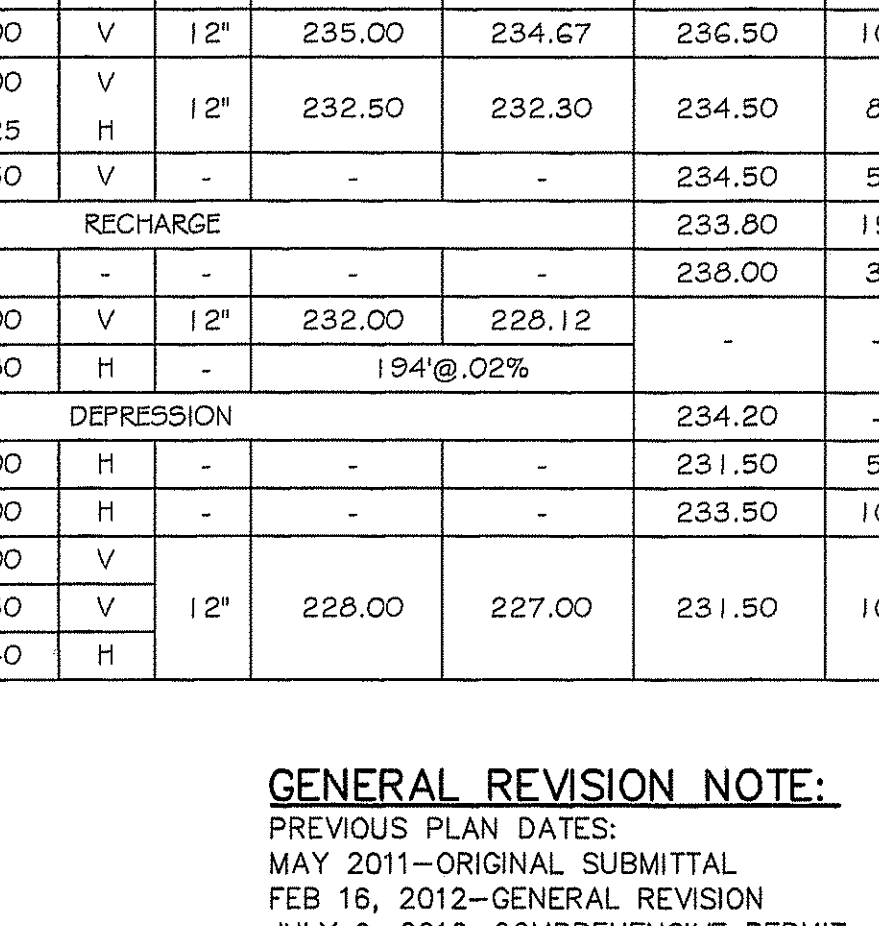 V 12" 235.00 234.67 236.50
V
12" 232.50 232.30 234.50
H
V - - - 234.50
RECHARGE 233.80
- - - - 238.00
V 12" 232.00 228.12
- -
H - 194'@.02%
DEPRESSION 234.20 -
H - - - 231.50
H - - - 233.50
V
V 12" 228.00 227.00 231.50
H
GENERAL REVISION NOTE:
PREVIOUS PLAN DATES:
MAY 2011-ORIGINAL SUBMITTAL
FEB 16, 2012-GENERAL REVISION